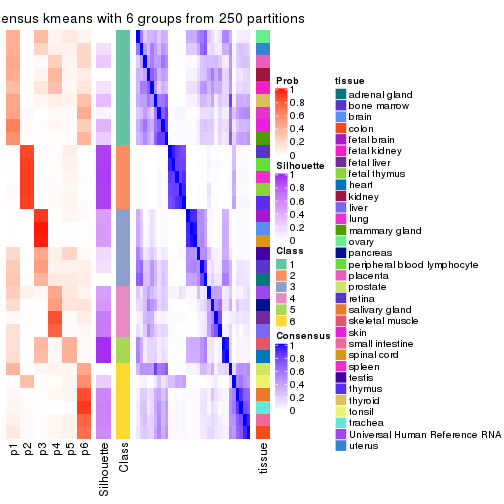 ensus kmeans with 6 groups from 250 partitions
p1
p2
p3
p4
p5
p6
Silhouette
Class
tissue
Prob
1
0.8
0.6
0.4
0.2
0
Silhouette
1
0.8
0.6
0.4
0.2
0
Class
1
2
3
4
5
6
Consensus
1
0.8
0.6
0.4
0.2
0
tissue
adrenal gland
bone marrow
brain
colon
fetal brain
fetal kidney
fetal liver
fetal thymus
heart
kidney
liver
lung
mammary gland
ovary
pancreas
peripheral blood lymphocyte
placenta
prostate
retina
salivary gland
skeletal muscle
skin
small intestine
spinal cord
spleen
testis
thymus
thyroid
tonsil
trachea
Universal Human Reference RNA
uterus